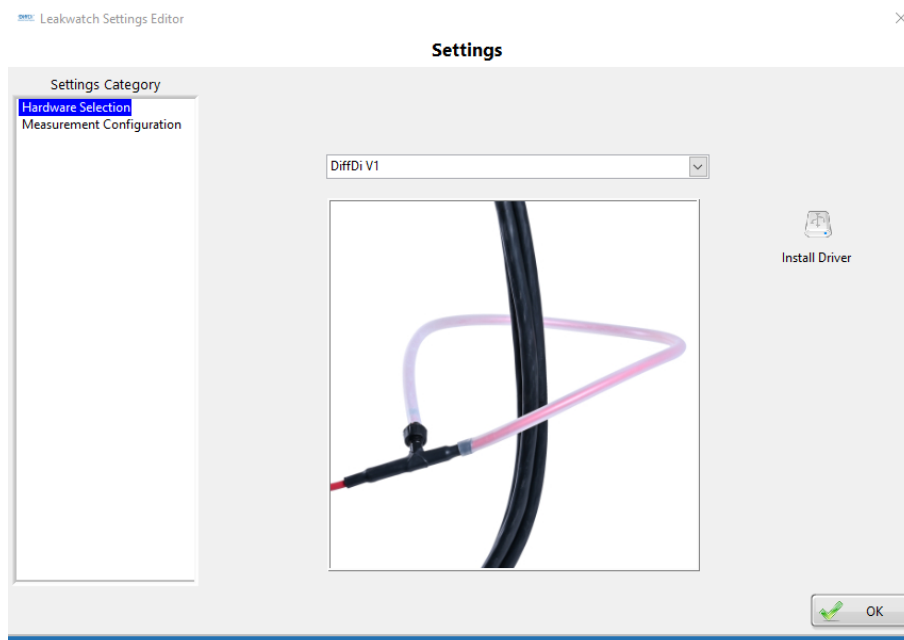 Leakwatch Settings Editor
Settings
Settings Category
Hardware Selection
Measurement Configuration
DiffDi V1
Install Driver
OK